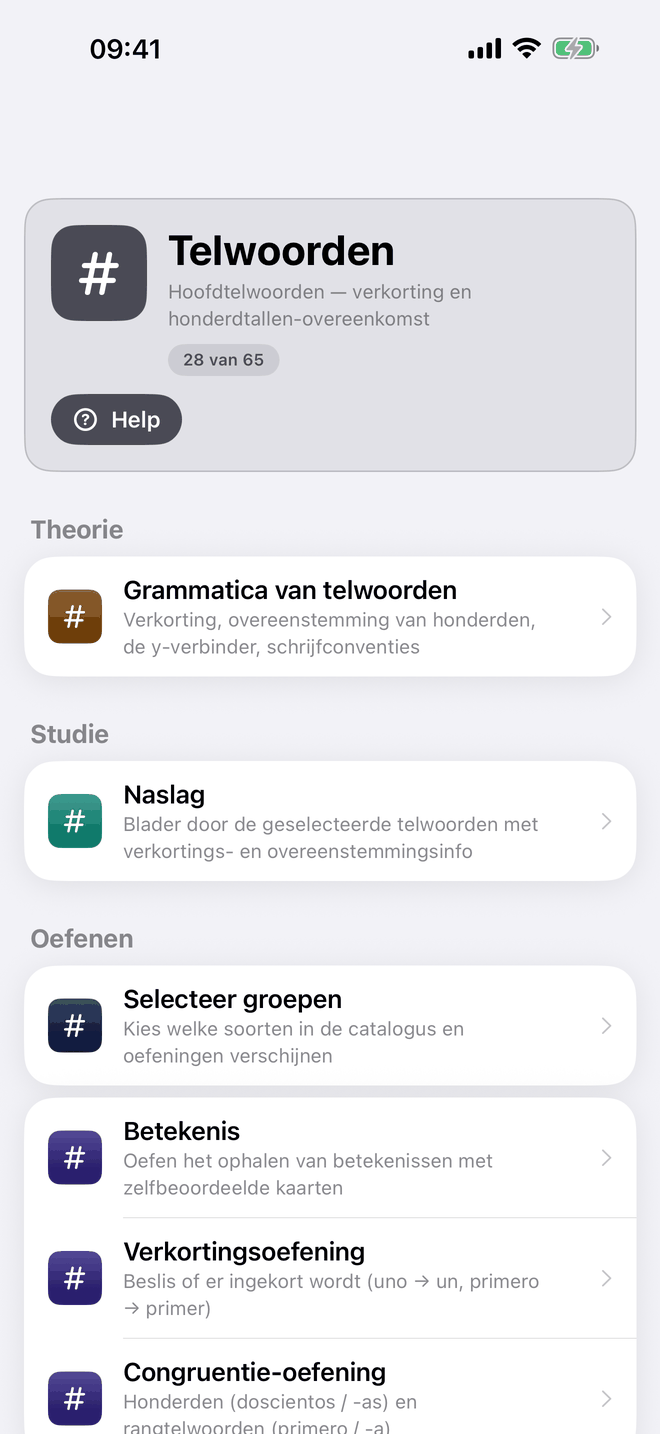 09:41
#
Telwoorden
Hoofdtelwoorden — verkorting en
honderdtallen-overeenkomst
28 van 65
? Help
Theorie
#
Grammatica van telwoorden
Verkorting, overeenstemming van honderden,
de y-verbinder, schrijfconventies
Studie
#
Naslag
Blader door de geselecteerde telwoorden met
verkortings- en overeenstemmingsinfo
Oefenen
#
Selecteer groepen
Kies welke soorten in de catalogus en
oefeningen verschijnen
#
Betekenis
Oefen het ophalen van betekenissen met
zelfbeoordeelde kaarten
#
Verkortingsoefening
Beslis of er ingekort wordt (uno → un, primero
→ primer)
#
Congruentie-oefening
Honderden (doscientos / -as) en
rangtelwoorden (primero / -a)